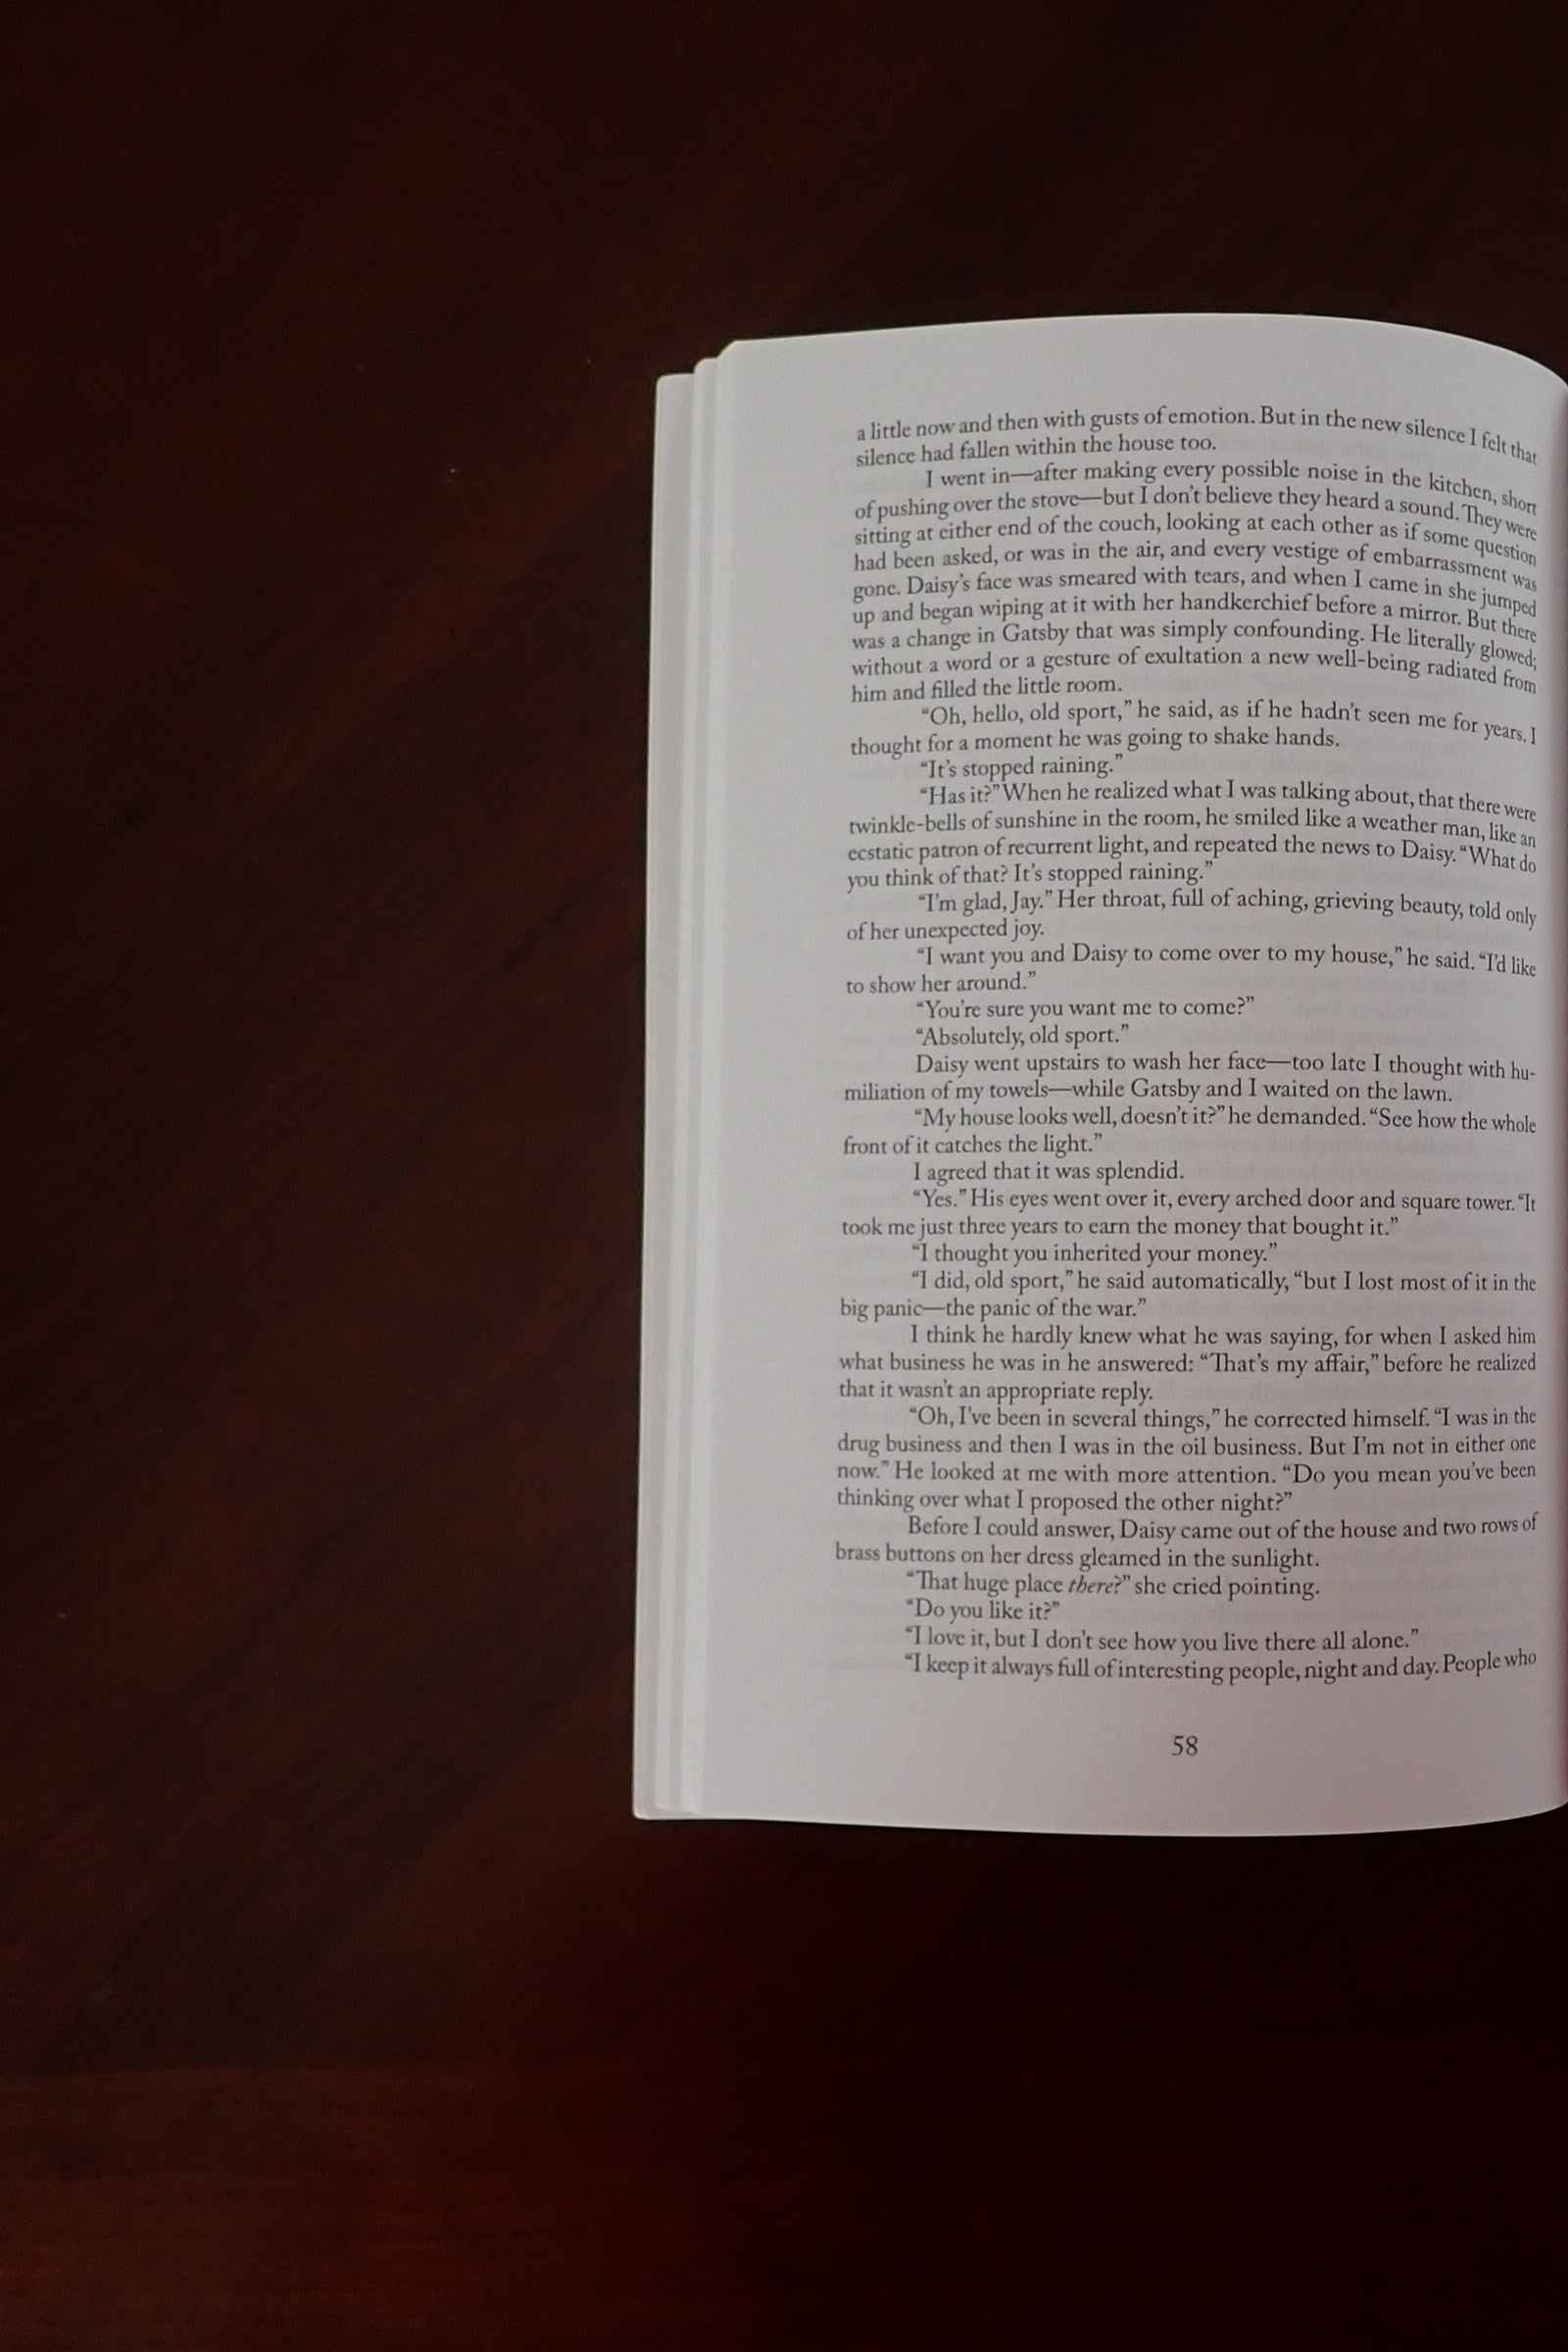 a little now and then with gusts of emotion. But in the new silence I felt that
silence had fallen within the house too.
I went in—after making every possible noise in the kitchen, short
of pushing over the stove—but I don’t believe they heard a sound. They were
sitting at either end of the couch, looking at each other as if some question
had been asked, or was in the air, and every vestige of embarrassment was
gone. Daisy’s face was smeared with tears, and when I came in she jumped
up and began wiping at it with her handkerchief before a mirror. But there
was a change in Gatsby that was simply confounding. He literally glowed;
without a word or a gesture of exultation a new well-being radiated from
him and filled the little room.
“Oh, hello, old sport,” he said, as if he hadn’t seen me for years. I
thought for a moment he was going to shake hands.
“It’s stopped raining.”
“Has it?” When he realized what I was talking about, that there were
twinkle-bells of sunshine in the room, he smiled like a weather man, like an
ecstatic patron of recurrent light, and repeated the news to Daisy. “What do
you think of that? It’s stopped raining.”
“I’m glad, Jay.” Her throat, full of aching, grieving beauty, told only
of her unexpected joy.
“I want you and Daisy to come over to my house,” he said. “I’d like
to show her around.”
“You’re sure you want me to come?”
“Absolutely, old sport.”
Daisy went upstairs to wash her face—too late I thought with hu-
miliation of my towels—while Gatsby and I waited on the lawn.
“My house looks well, doesn’t it?” he demanded. “See how the whole
front of it catches the light.”
I agreed that it was splendid.
“Yes.” His eyes went over it, every arched door and square tower. “It
took me just three years to earn the money that bought it.”
“I thought you inherited your money.”
“I did, old sport,” he said automatically, “but I lost most of it in the
big panic—the panic of the war.”
I think he hardly knew what he was saying, for when I asked him
what business he was in he answered: “That’s my affair,” before he realized
that it wasn’t an appropriate reply.
“Oh, I’ve been in several things,” he corrected himself. “I was in the
drug business and then I was in the oil business. But I’m not in either one
now.” He looked at me with more attention. “Do you mean you’ve been
thinking over what I proposed the other night?”
Before I could answer, Daisy came out of the house and two rows of
brass buttons on her dress gleamed in the sunlight.
“That huge place there?” she cried pointing.
“Do you like it?”
“I love it, but I don’t see how you live there all alone.”
“I keep it always full of interesting people, night and day. People who
58